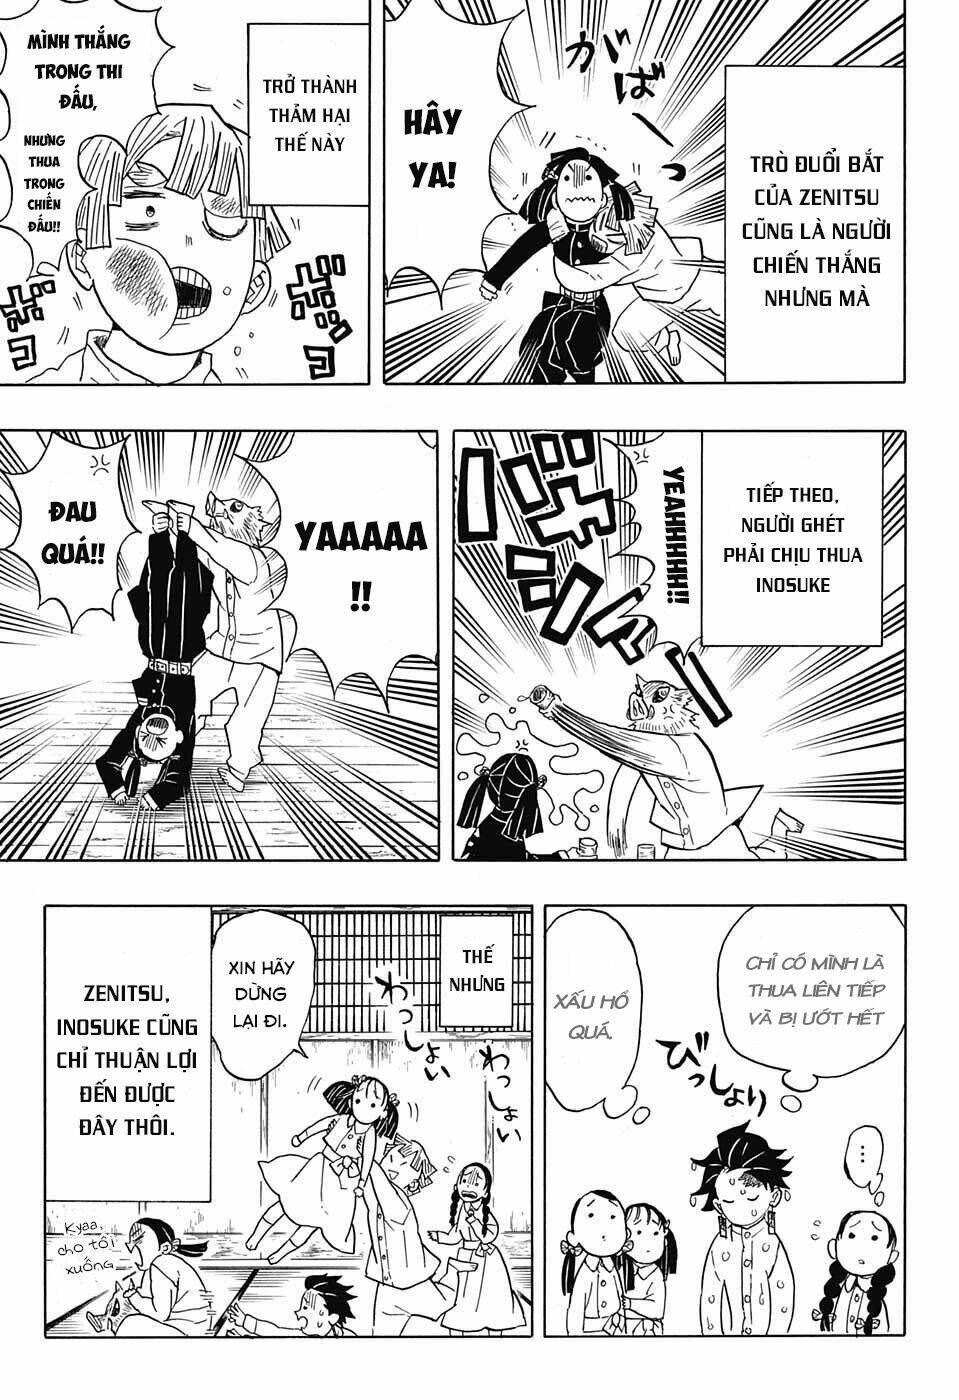 TRÒ ĐUỔI BẮT
CỦA ZENITSU
CŨNG LÀ NGƯỜI
CHIẾN THẮNG
NHƯNG MÀ
がばーっ
HÂY
YA!
TRỞ THÀNH
THẢM HẠI
THẾ NÀY
MÌNH THẮNG
TRONG THI
ĐẤU,
NHƯNG
THUA
TRONG
CHIẾN
ĐẤU!!
TIẾP THEO,
NGƯỜI GHÉT
PHẢI CHỊU THUA
INOSUKE
YEAHHHHH!!
YAAAAA
!!
ĐAU
QUÁ!!
CHỈ CÓ MÌNH LÀ
THUA LIÊN TIẾP
VÀ BỊ ƯỚT HẾT
XẤU HỔ
QUÁ.
びっしょり
...
THẾ
NHƯNG
XIN HÃY
DỪNG
LẠI ĐI.
わっしょい
わっしょい
ZENITSU,
INOSUKE CŨNG
CHỈ THUẬN LỢI
ĐẾN ĐƯỢC
ĐÂY THÔI.
Kyaa,
cho tôi
xuống